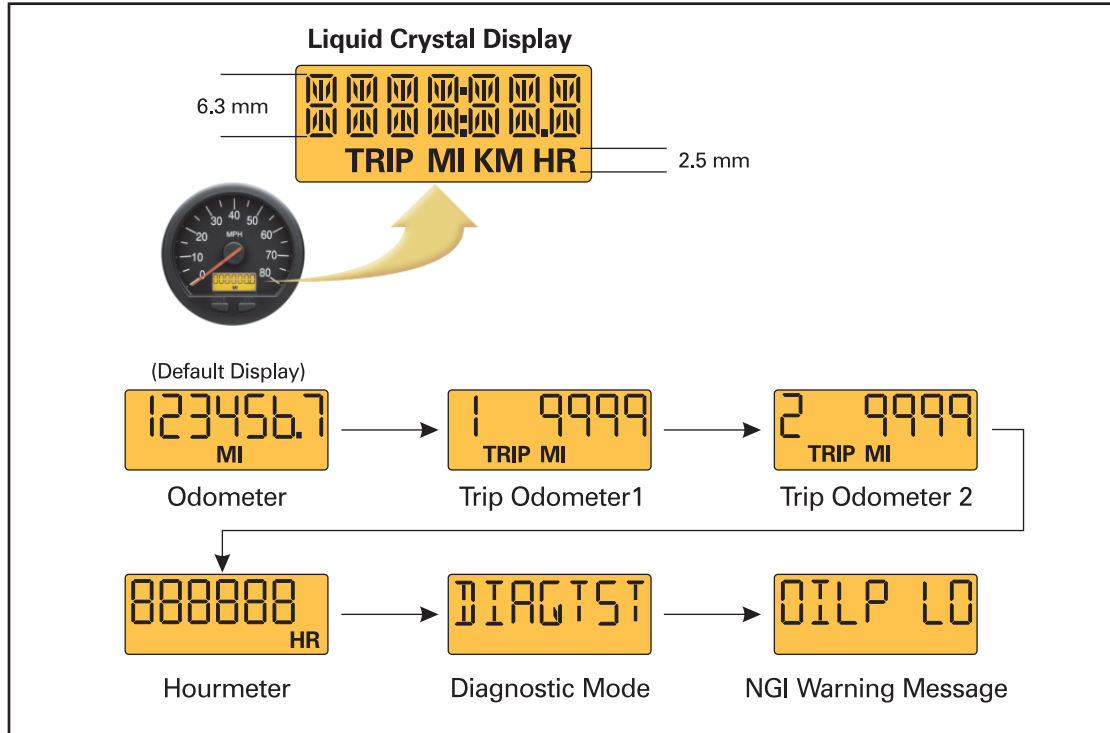 Liquid Crystal Display
6.3 mm
TRIP MI KM HR
2.5 mm
0 10 20 30 40 50 60 70 80
MPH
MI
(Default Display)
123456.7
MI
Odometer
1 9999
TRIP MI
Trip Odometer1
2 9999
TRIP MI
Trip Odometer 2
888888
HR
Hourmeter
DIAGTST
Diagnostic Mode
OILP LO
NGI Warning Message